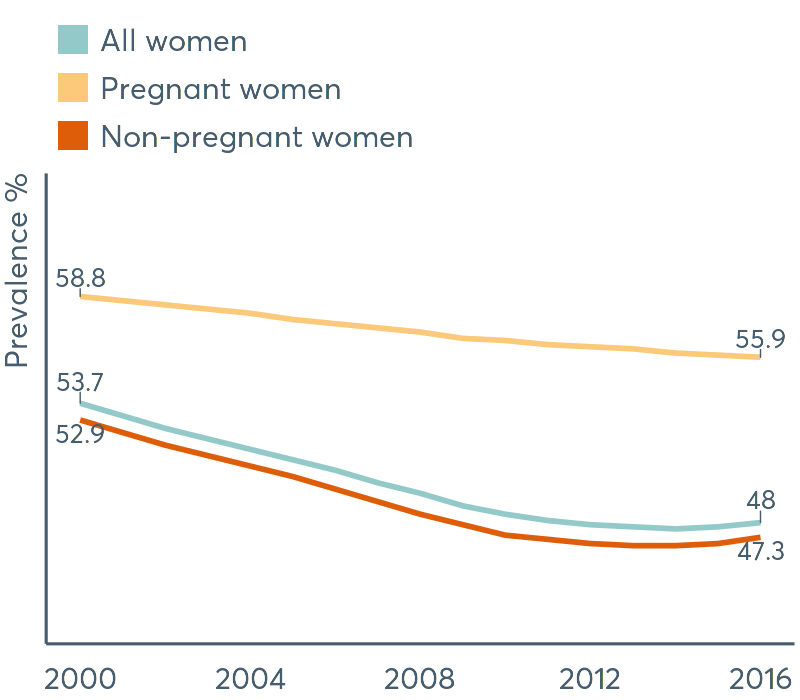 All women
Pregnant women
Non-pregnant women
Prevalence %
58.8
55.9
53.7
52.9
48
47.3
2000 2004 2008 2012 2016